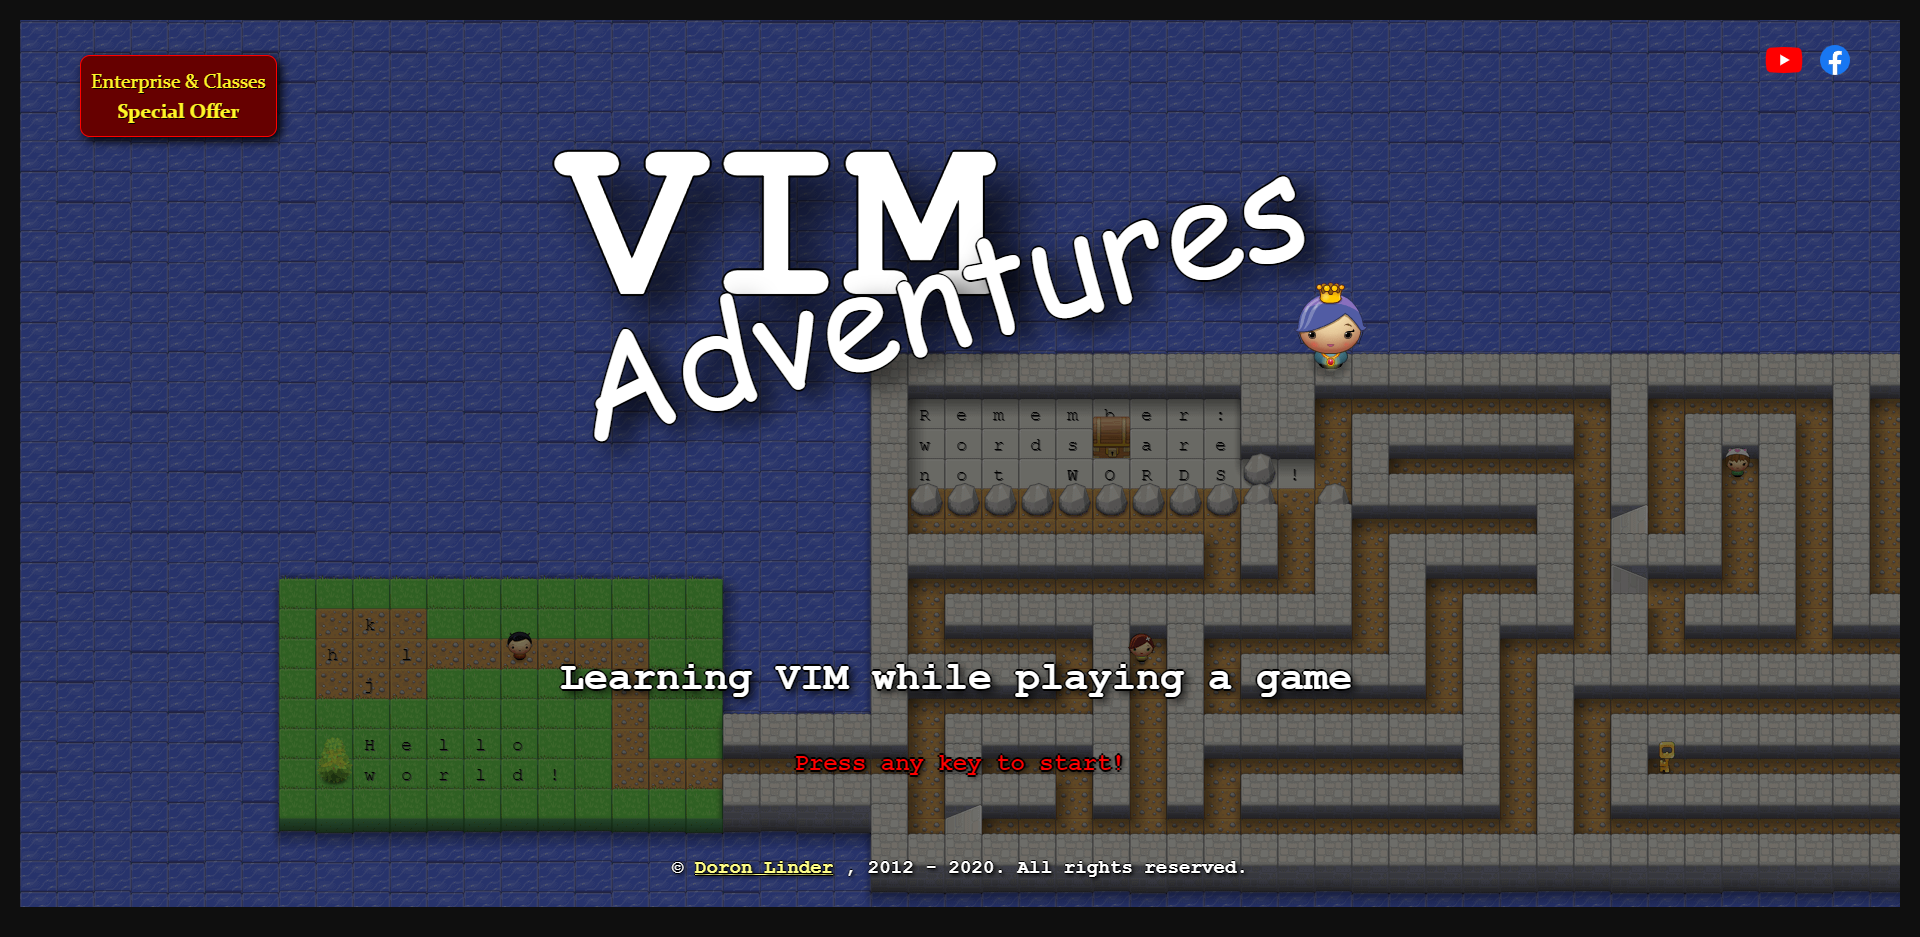 Enterprise & Classes
Special Offer
VIM
Adventures
R e m e m b e r :
w o r d s a r e
n o t W O R D S !
k
h l
j
Learning VIM while playing a game
H e l l o
w o r l d !
Press any key to start!
© Doron Linder , 2012 - 2020. All rights reserved.